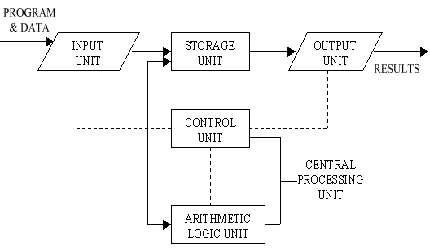 PROGRAM
& DATA
INPUT
UNIT
STORAGE
UNIT
OUTPUT
UNIT
RESULTS
CONTROL
UNIT
CENTRAL
PROCESSING
UNIT
ARITHMETIC
LOGIC UNIT